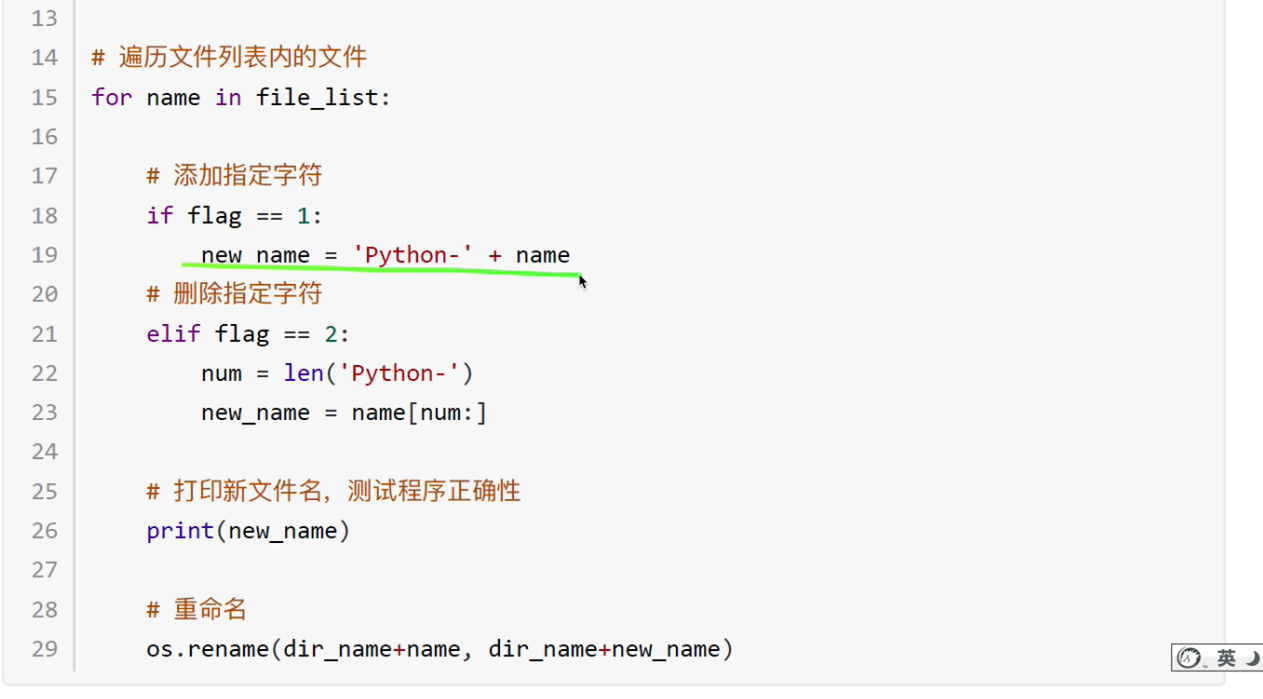 13
14 # 遍历文件列表内的文件
15 for name in file_list:
16
17 # 添加指定字符
18 if flag == 1:
19 new_name = 'Python-' + name
20 # 删除指定字符
21 elif flag == 2:
22 num = len('Python-')
23 new_name = name[num:]
24
25 # 打印新文件名，测试程序正确性
26 print(new_name)
27
28 # 重命名
29 os.rename(dir_name+name, dir_name+new_name)
英